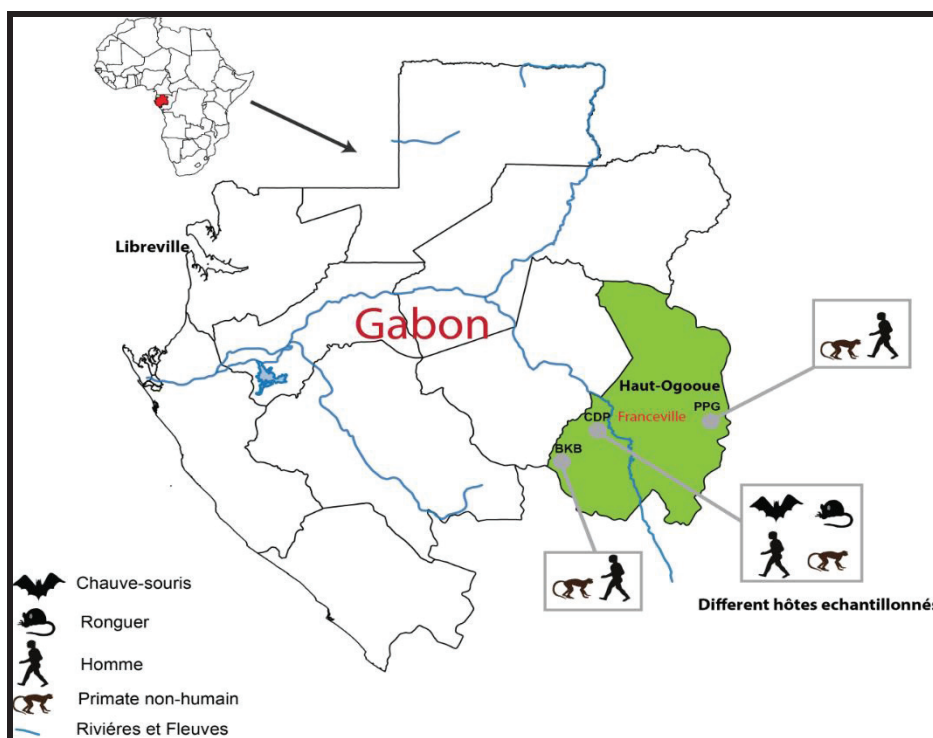 Libreville
Gabon
Haut-Ogooue
PPG
CDP
Franceville
BKB
Different hôtes echantillonnés
Chauve-souris
Ronguer
Homme
Primate non-humain
Riviéres et Fleuves